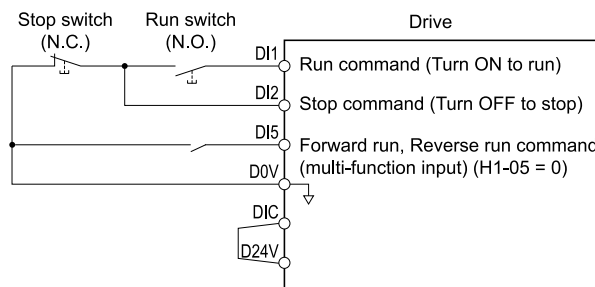 Stop switch
(N.C.)
Run switch
(N.O.)
Drive
DI1
Run command (Turn ON to run)
DI2
Stop command (Turn OFF to stop)
DI5
Forward run, Reverse run command
(multi-function input) (H1-05 = 0)
D0V
DIC
D24V